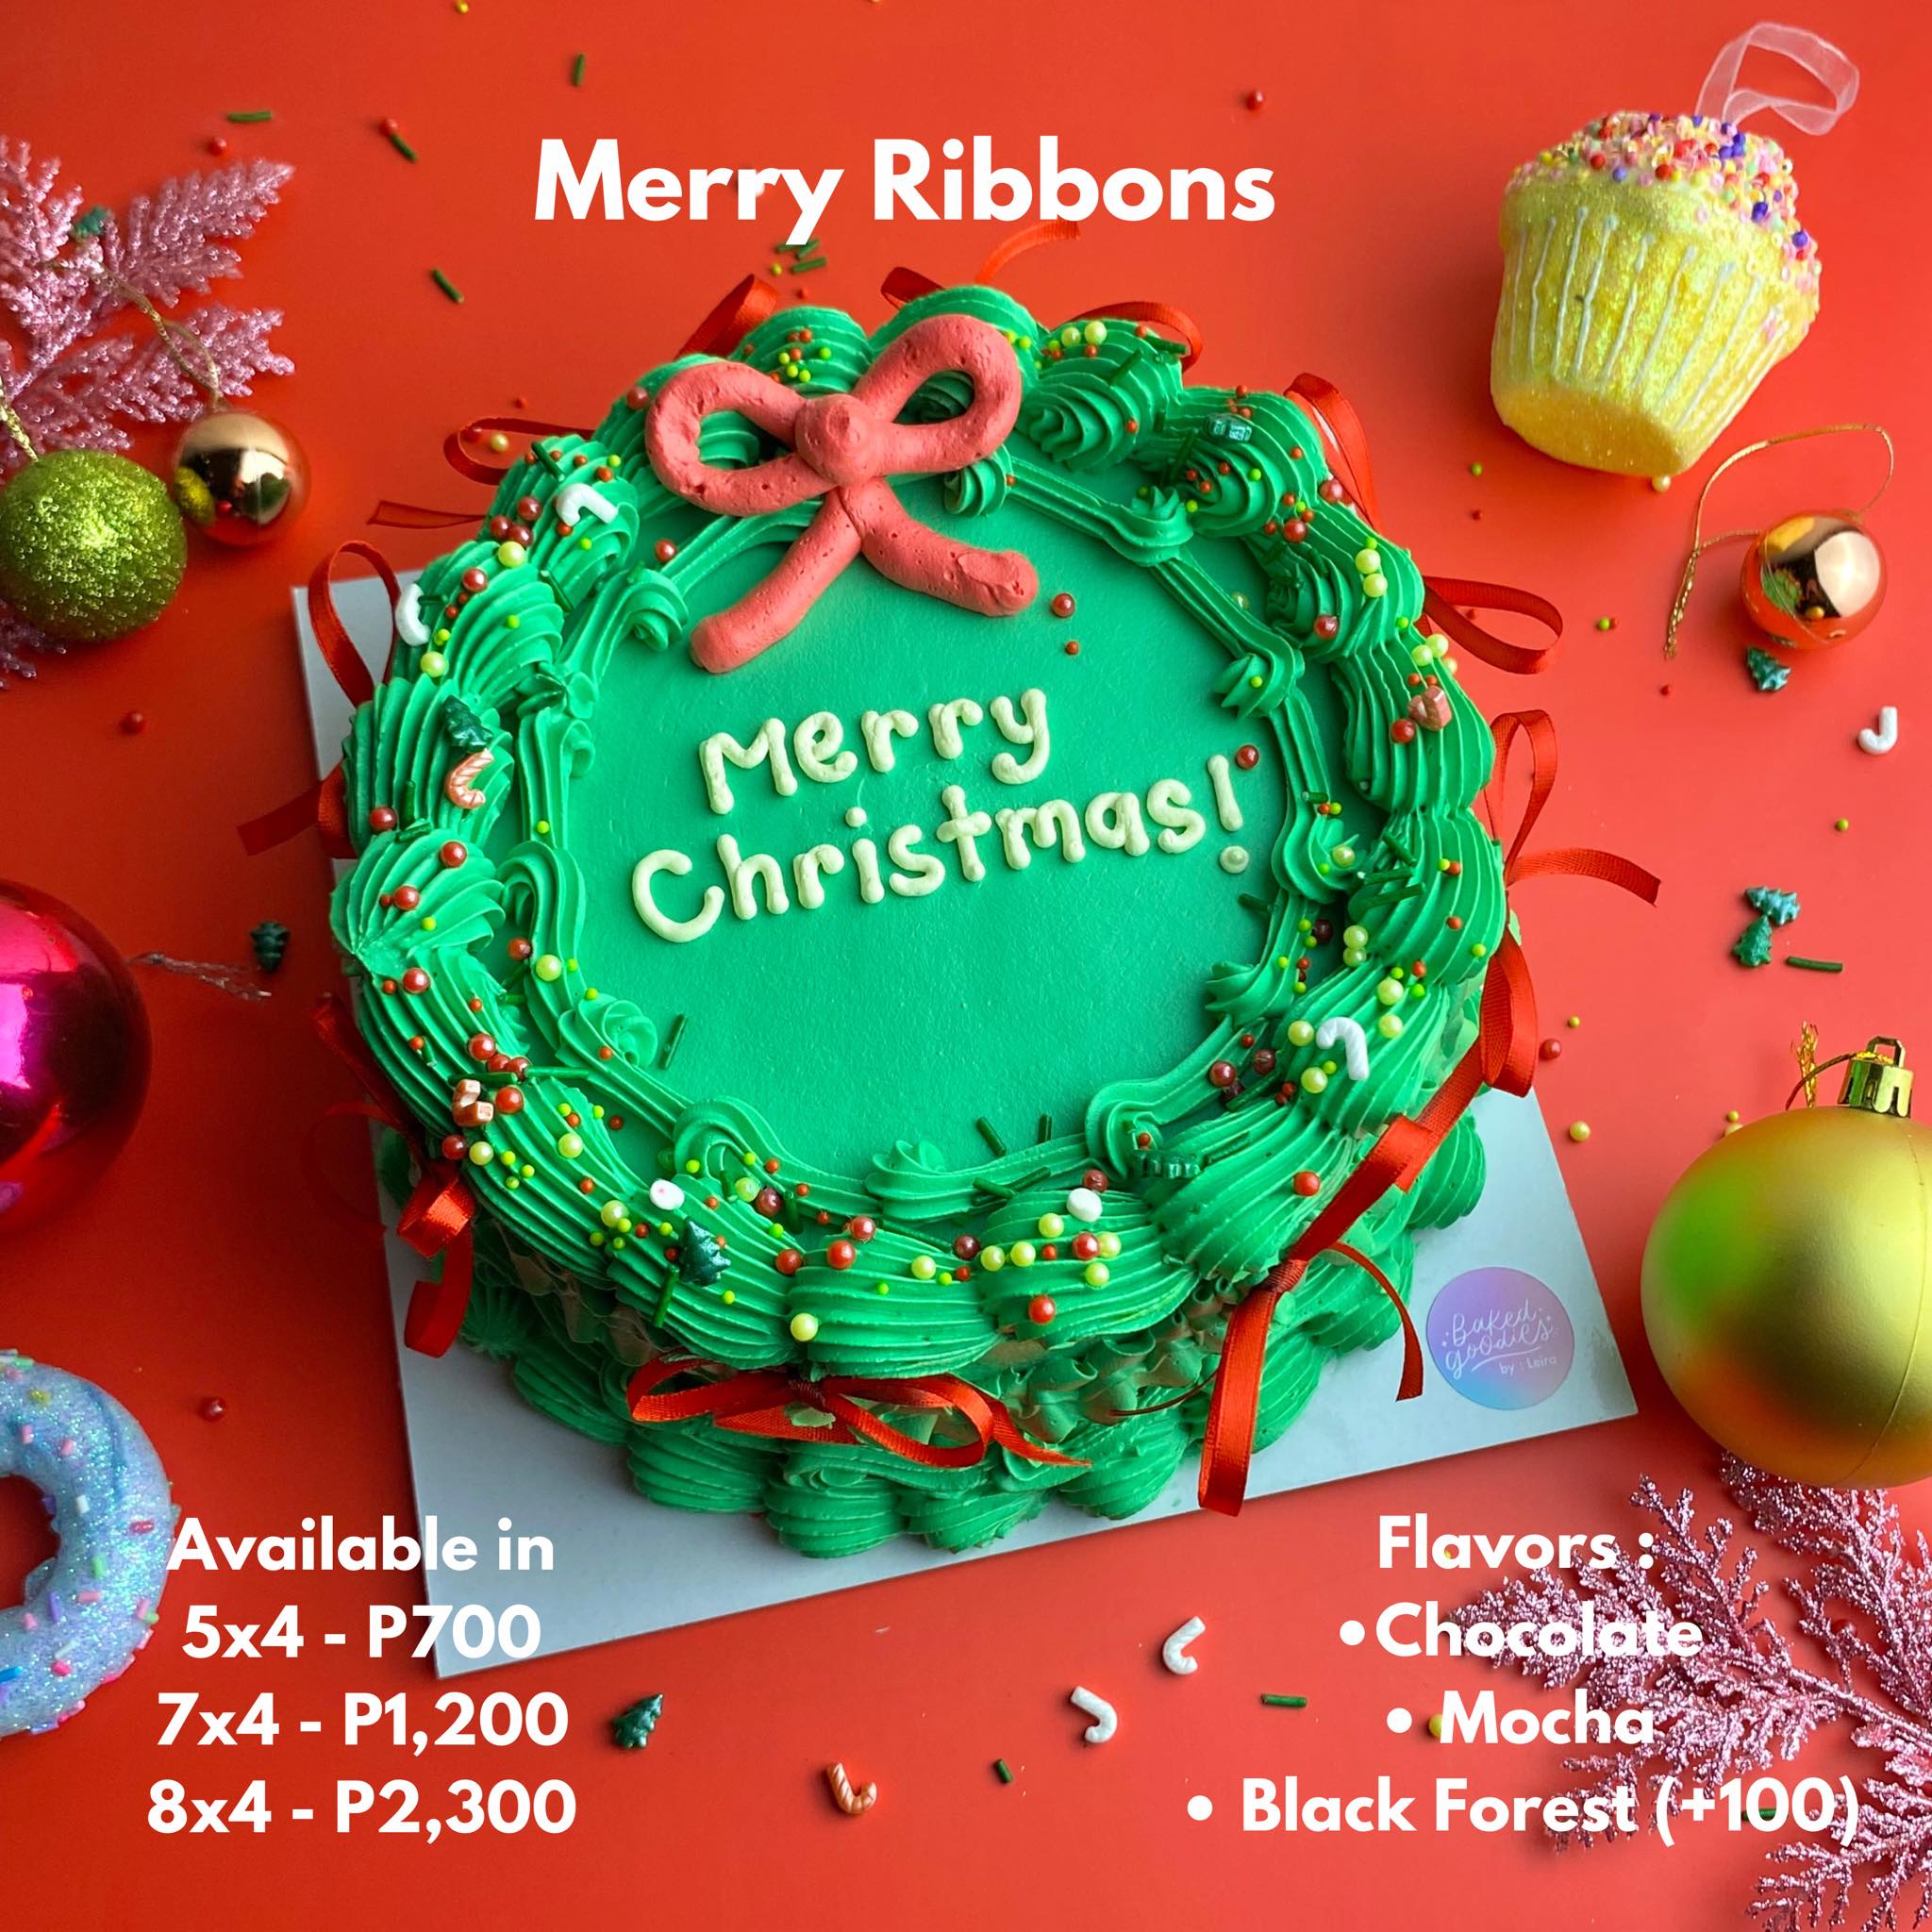 Merry Ribbons
Merry
Christmas!
Baked
goodies
by : Leira
Available in
5x4 - P700
7x4 - P1,200
8x4 - P2,300
Flavors :
• Chocolate
• Mocha
• Black Forest (+100)